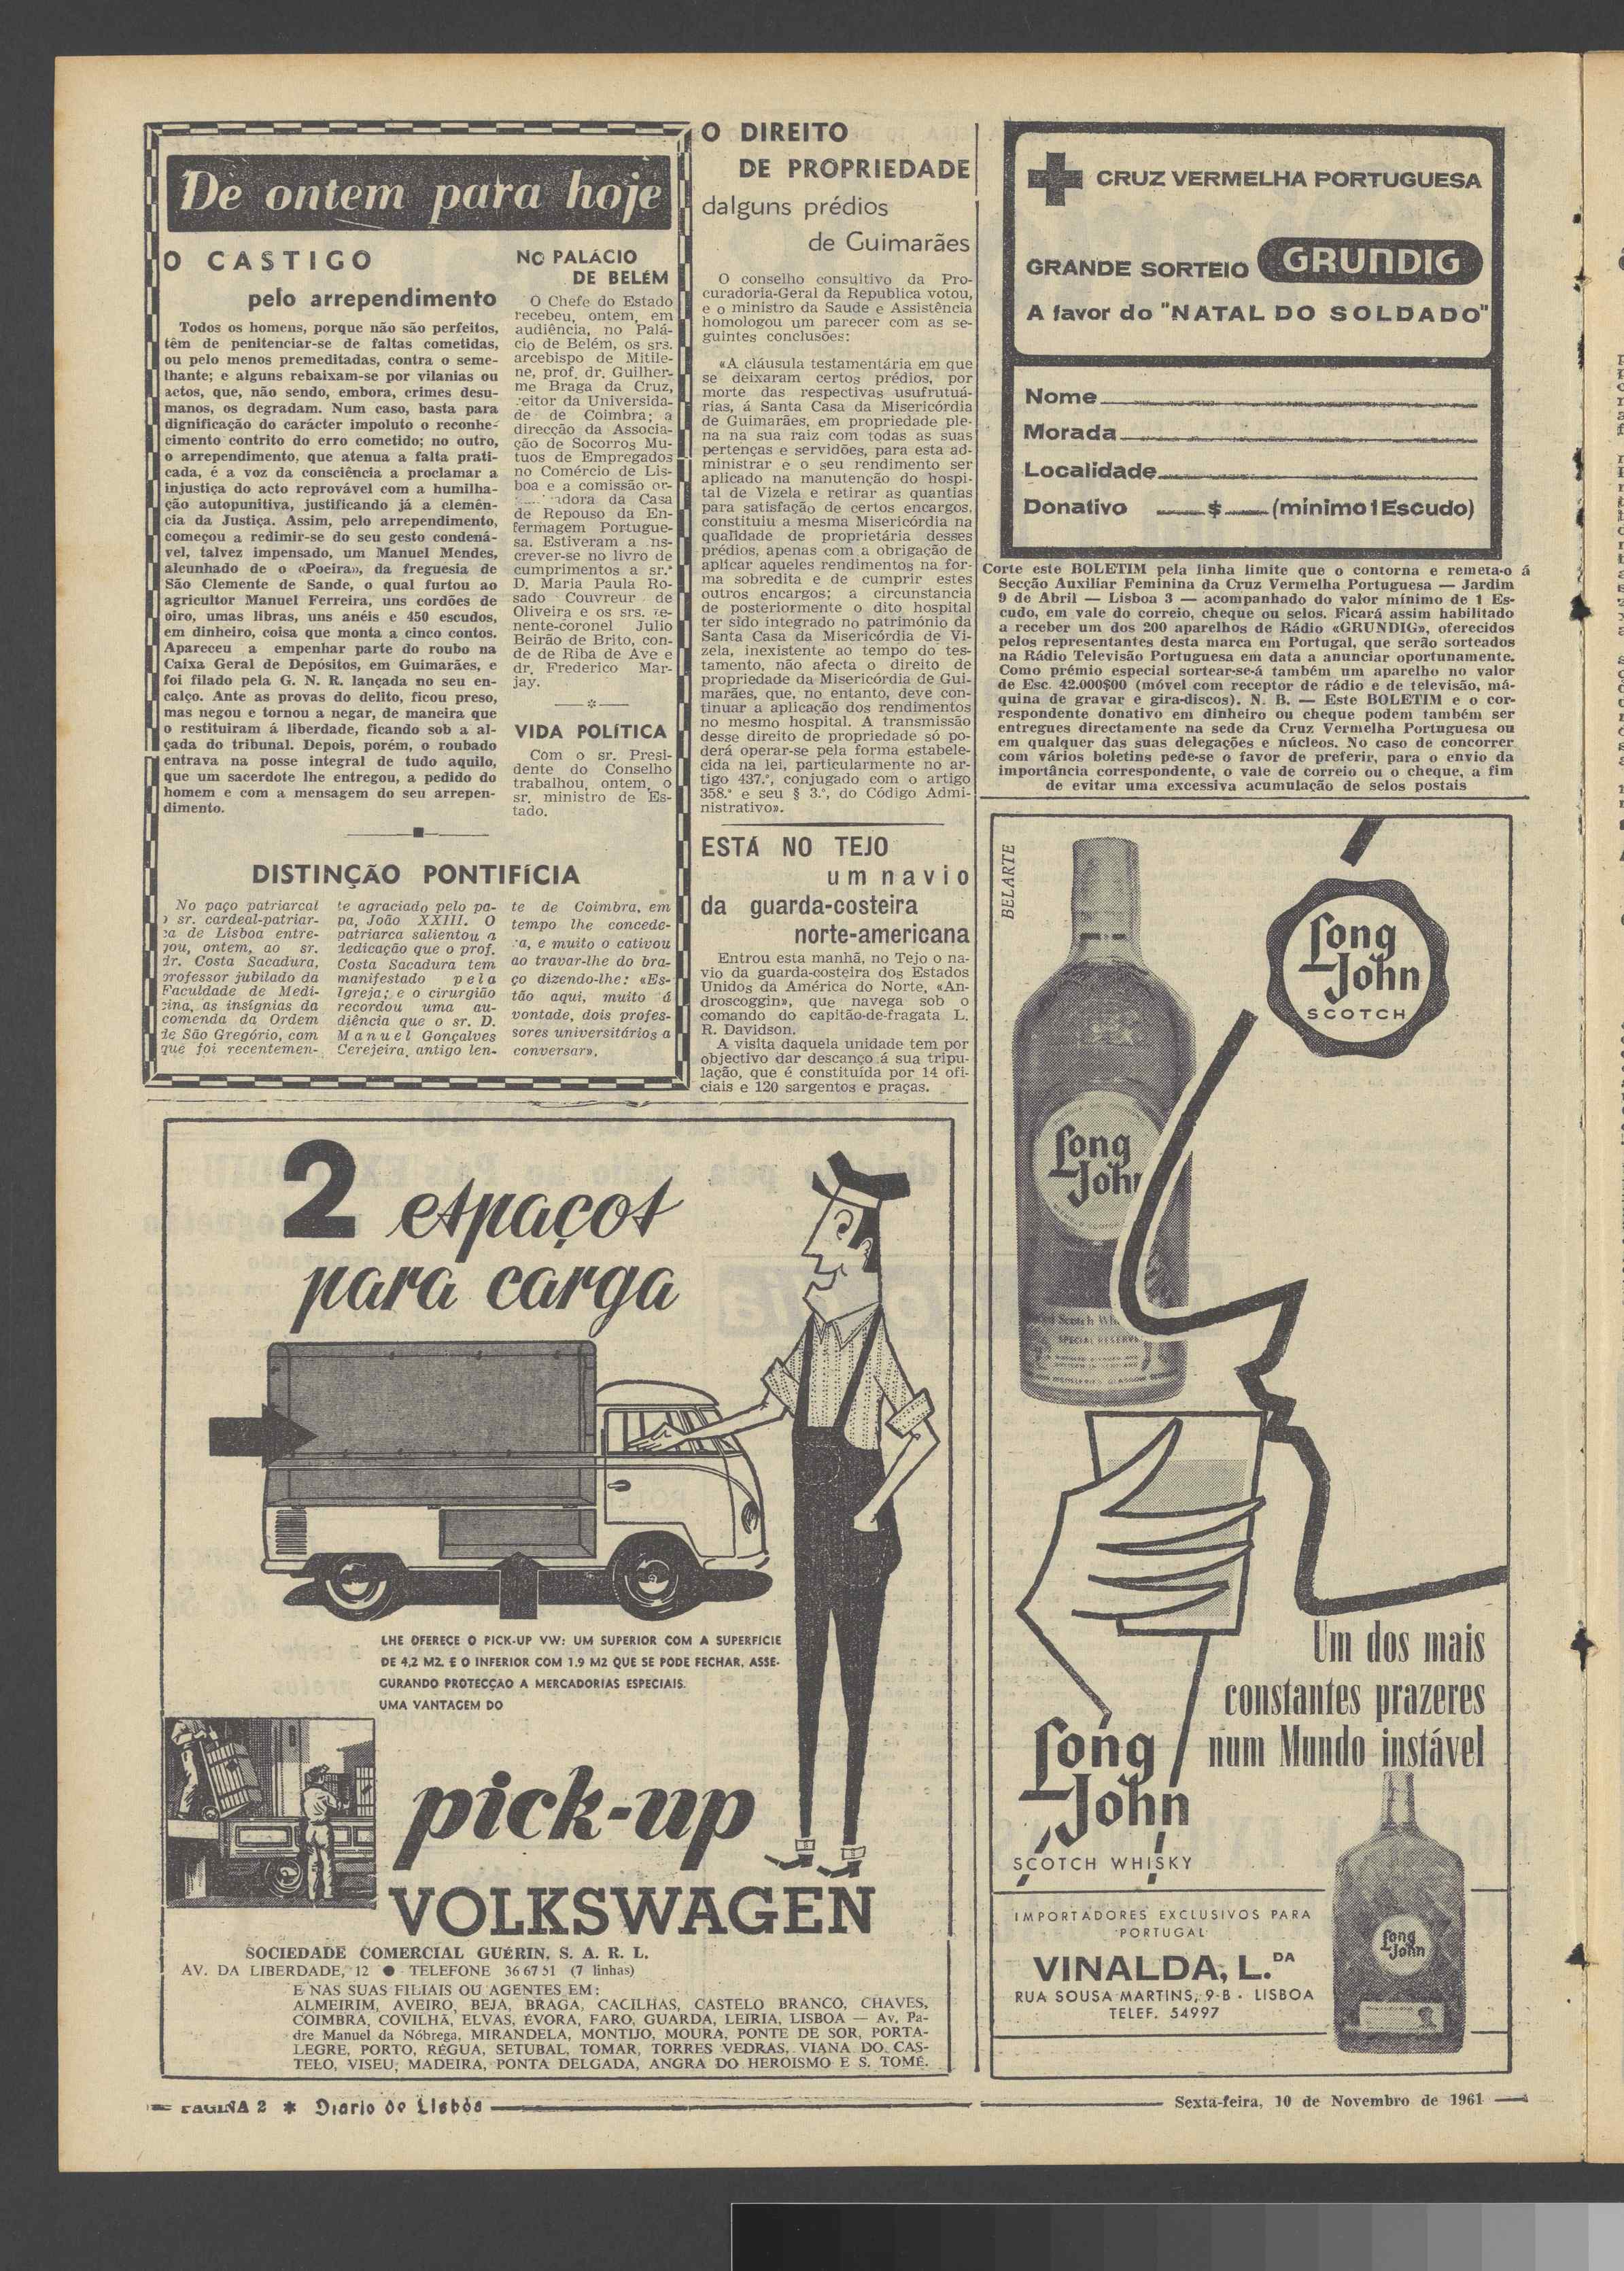 De ontem para hoje
O CASTIGO
pelo arrependimento
Todos os homens, porque não são perfeitos,
têm de penitenciar-se de faltas cometidas,
ou pelo menos premeditadas, contra o seme-
lhante; e alguns rebaixam-se por vilanias ou
actos, que, não sendo, embora, crimes desu-
manos, os degradam. Num caso, basta para
dignificação do carácter impoluto o reconhe-
cimento contrito do erro cometido; no outro,
o arrependimento, que atenua a falta prati-
cada, é a voz da consciência a proclamar a
injustiça do acto reprovável com a humilha-
ção autopunitiva, justificando já a clemên-
cia da Justiça. Assim, pelo arrependimento,
começou a redimir-se do seu gesto condená-
vel, talvez impensado, um Manuel Mendes,
alcunhado de o «Poeira», da freguesia de
São Clemente de Sande, o qual furtou ao
agricultor Manuel Ferreira, uns cordões de
oiro, umas libras, uns anéis e 450 escudos,
em dinheiro, coisa que monta a cinco contos.
Apareceu a empenhar parte do roubo na
Caixa Geral de Depósitos, em Guimarães, e
foi filado pela G. N. R. lançada no seu en-
calço. Ante as provas do delito, ficou preso,
mas negou e tornou a negar, de maneira que
o restituiram á liberdade, ficando sob a al-
çada do tribunal. Depois, porém, o roubado
entrava na posse integral de tudo aquilo,
que um sacerdote lhe entregou, a pedido do
homem e com a mensagem do seu arrepen-
dimento.
NO PALÁCIO
DE BELÉM
O Chefe do Estado
recebeu, ontem, em
audiência, no Palá-
cio de Belém, os srs.
arcebispo de Mitile-
ne, prof. dr. Guilher-
me Braga da Cruz,
reitor da Universida-
de de Coimbra; a
direcção da Associa-
ção de Socorros Mu-
tuos de Empregados
no Comércio de Lis-
boa e a comissão or-
adora da Casa
de Repouso da En-
fermagem Portugue-
sa. Estiveram a ins-
crever-se no livro de
cumprimentos a sr.ª
D. Maria Paula Ro-
sado Couvreur de
Oliveira e os srs. te-
nente-coronel Julio
Beirão de Brito, con-
de de Riba de Ave e
dr. Frederico Mar-
jay.
VIDA POLÍTICA
Com o sr. Presi-
dente do Conselho
trabalhou, ontem, o
sr. ministro de Es-
tado.
DISTINÇÃO PONTIFÍCIA
No paço patriarcal
o sr. cardeal-patriar-
ca de Lisboa entre-
gou, ontem, ao sr.
dr. Costa Sacadura,
professor jubilado da
Faculdade de Medi-
cina, as insígnias da
comenda da Ordem
de São Gregório, com
que foi recentemen-
te agraciado pelo pa-
pa, João XXIII. O
patriarca salientou a
dedicação que o prof.
Costa Sacadura tem
manifestado pela
Igreja; e o cirurgião
recordou uma au-
diência que o sr. D.
Manuel Gonçalves
Cerejeira, antigo len-
te de Coimbra, em
tempo lhe concede-
ra, e muito o cativou
ao travar-lhe do bra-
ço dizendo-lhe: «Es-
tão aqui, muito á
vontade, dois profes-
sores universitários a
conversar».
O DIREITO
DE PROPRIEDADE
dalguns prédios
de Guimarães
O conselho consultivo da Pro-
curadoria-Geral da Republica votou,
e o ministro da Saude e Assistência
homologou um parecer com as se-
guintes conclusões:
«A cláusula testamentária em que
se deixaram certos prédios, por
morte das respectivas usufrutuá-
rias, á Santa Casa da Misericórdia
de Guimarães, em propriedade ple-
na na sua raiz com todas as suas
pertenças e servidões, para esta ad-
ministrar e o seu rendimento ser
aplicado na manutenção do hospi-
tal de Vizela e retirar as quantias
para satisfação de certos encargos,
constituiu a mesma Misericórdia na
qualidade de proprietária desses
prédios, apenas com a obrigação de
aplicar aqueles rendimentos na for-
ma sobredita e de cumprir estes
outros encargos; a circunstancia
de posteriormente o dito hospital
ter sido integrado no património da
Santa Casa da Misericórdia de Vi-
zela, inexistente ao tempo do tes-
tamento, não afecta o direito de
propriedade da Misericórdia de Gui-
marães, que, no entanto, deve con-
tinuar a aplicação dos rendimentos
no mesmo hospital. A transmissão
desse direito de propriedade só po-
derá operar-se pela forma estabele-
cida na lei, particularmente no ar-
tigo 437.º, conjugado com o artigo
358.º e seu § 3.º, do Código Admi-
nistrativo».
ESTÁ NO TEJO
um navio
da guarda-costeira
norte-americana
Entrou esta manhã, no Tejo o na-
vio da guarda-costeira dos Estados
Unidos da América do Norte, «An-
droscoggin», que navega sob o
comando do capitão-de-fragata L.
R. Davidson.
A visita daquela unidade tem por
objectivo dar descanço á sua tripu-
lação, que é constituída por 14 ofi-
ciais e 120 sargentos e praças.
CRUZ VERMELHA PORTUGUESA
GRANDE SORTEIO GRUNDIG
A favor do "NATAL DO SOLDADO"
Nome
Morada
Localidade
Donativo $ (mínimo 1 Escudo)
Corte este BOLETIM pela linha limite que o contorna e remeta-o á
Secção Auxiliar Feminina da Cruz Vermelha Portuguesa — Jardim
9 de Abril — Lisboa 3 — acompanhado do valor mínimo de 1 Es-
cudo, em vale do correio, cheque ou selos. Ficará assim habilitado
a receber um dos 200 aparelhos de Rádio «GRUNDIG», oferecidos
pelos representantes desta marca em Portugal, que serão sorteados
na Rádio Televisão Portuguesa em data a anunciar oportunamente.
Como prémio especial sortear-se-á também um aparelho no valor
de Esc. 42.000$00 (móvel com receptor de rádio e de televisão, má-
quina de gravar e gira-discos). N. B. — Este BOLETIM e o cor-
respondente donativo em dinheiro ou cheque podem também ser
entregues directamente na sede da Cruz Vermelha Portuguesa ou
em qualquer das suas delegações e núcleos. No caso de concorrer
com vários boletins pede-se o favor de preferir, para o envio da
importância correspondente, o vale de correio ou o cheque, a fim
de evitar uma excessiva acumulação de selos postais
2 espaços
para carga
LHE OFERECE O PICK-UP VW: UM SUPERIOR COM A SUPERFICIE
DE 4,2 M2. E O INFERIOR COM 1,9 M2 QUE SE PODE FECHAR, ASSE-
GURANDO PROTECÇÃO A MERCADORIAS ESPECIAIS.
UMA VANTAGEM DO
pick-up
VOLKSWAGEN
SOCIEDADE COMERCIAL GUÉRIN, S. A. R. L.
AV. DA LIBERDADE, 12 ● TELEFONE 36 67 51 (7 linhas)
E NAS SUAS FILIAIS OU AGENTES EM:
ALMEIRIM, AVEIRO, BEJA, BRAGA, CACILHAS, CASTELO BRANCO, CHAVES,
COIMBRA, COVILHÃ, ELVAS, ÉVORA, FARO, GUARDA, LEIRIA, LISBOA — Av. Pa-
dre Manuel da Nóbrega, MIRANDELA, MONTIJO, MOURA, PONTE DE SOR, PORTA-
LEGRE, PORTO, RÉGUA, SETUBAL, TOMAR, TORRES VEDRAS, VIANA DO CAS-
TELO, VISEU, MADEIRA, PONTA DELGADA, ANGRA DO HEROISMO E S. TOMÉ.
BELARTE
Long
John
SCOTCH
Long
John
SPECIAL RESERVE
Um dos mais
constantes prazeres
num Mundo instável
Long
John
SCOTCH WHISKY
IMPORTADORES EXCLUSIVOS PARA
PORTUGAL
VINALDA, L.DA
RUA SOUSA MARTINS, 9-B - LISBOA
TELEF. 54997
Long
John
PAGINA 2 * Diario de Lisboa
Sexta-feira, 10 de Novembro de 1961